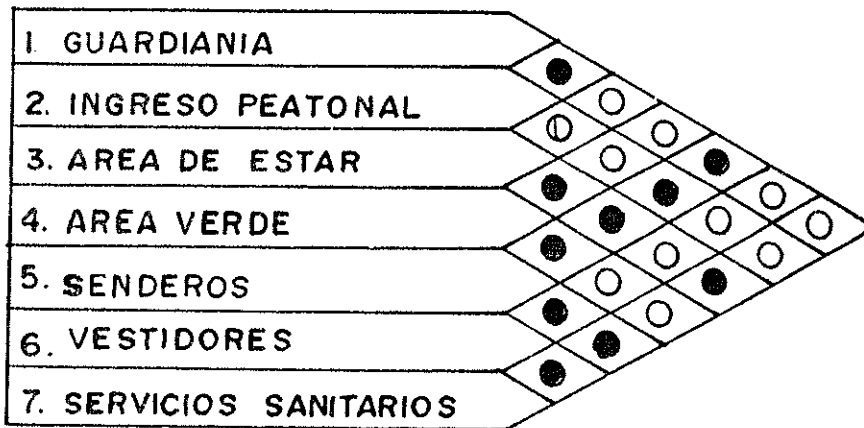 1. GUARDIANIA
2. INGRESO PEATONAL
3. AREA DE ESTAR
4. AREA VERDE
5. SENDEROS
6. VESTIDORES
7. SERVICIOS SANITARIOS